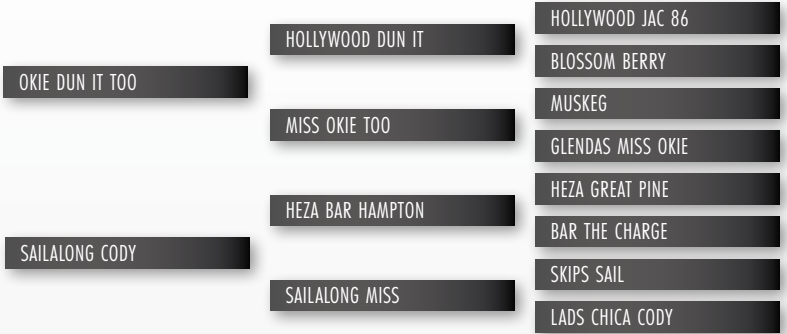 OKIE DUN IT TOO
SAILALONG CODY
HOLLYWOOD DUN IT
MISS OKIE TOO
HEZA BAR HAMPTON
SAILALONG MISS
HOLLYWOOD JAC 86
BLOSSOM BERRY
MUSKEG
GLENDAS MISS OKIE
HEZA GREAT PINE
BAR THE CHARGE
SKIPS SAIL
LADS CHICA CODY